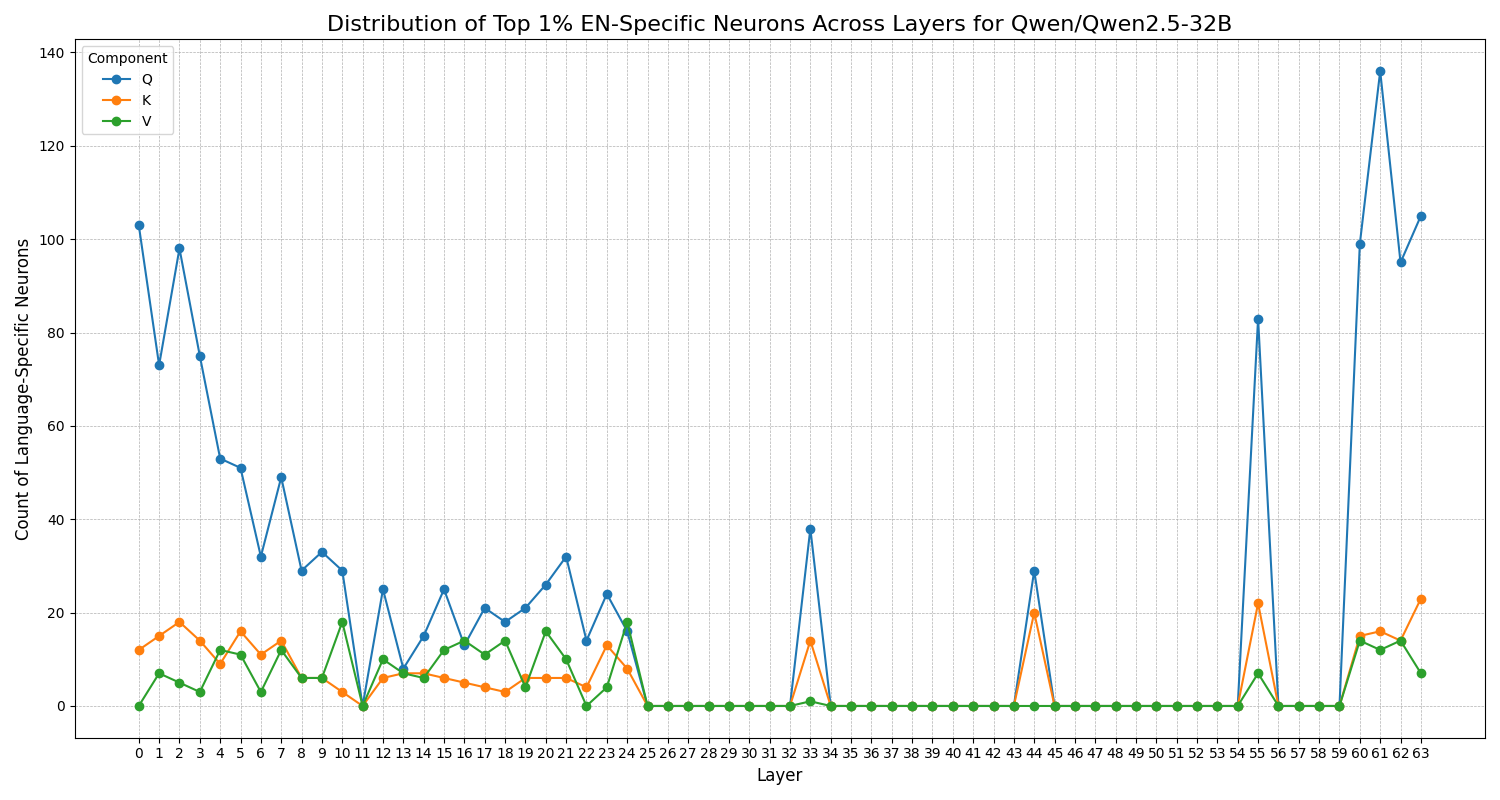 Distribution of Top 1% EN-Specific Neurons Across Layers for Qwen/Qwen2.5-32B
Component
Q
K
V
Count of Language-Specific Neurons
140
120
100
80
60
40
20
0
0 1 2 3 4 5 6 7 8 9 10 11 12 13 14 15 16 17 18 19 20 21 22 23 24 25 26 27 28 29 30 31 32 33 34 35 36 37 38 39 40 41 42 43 44 45 46 47 48 49 50 51 52 53 54 55 56 57 58 59 60 61 62 63
Layer